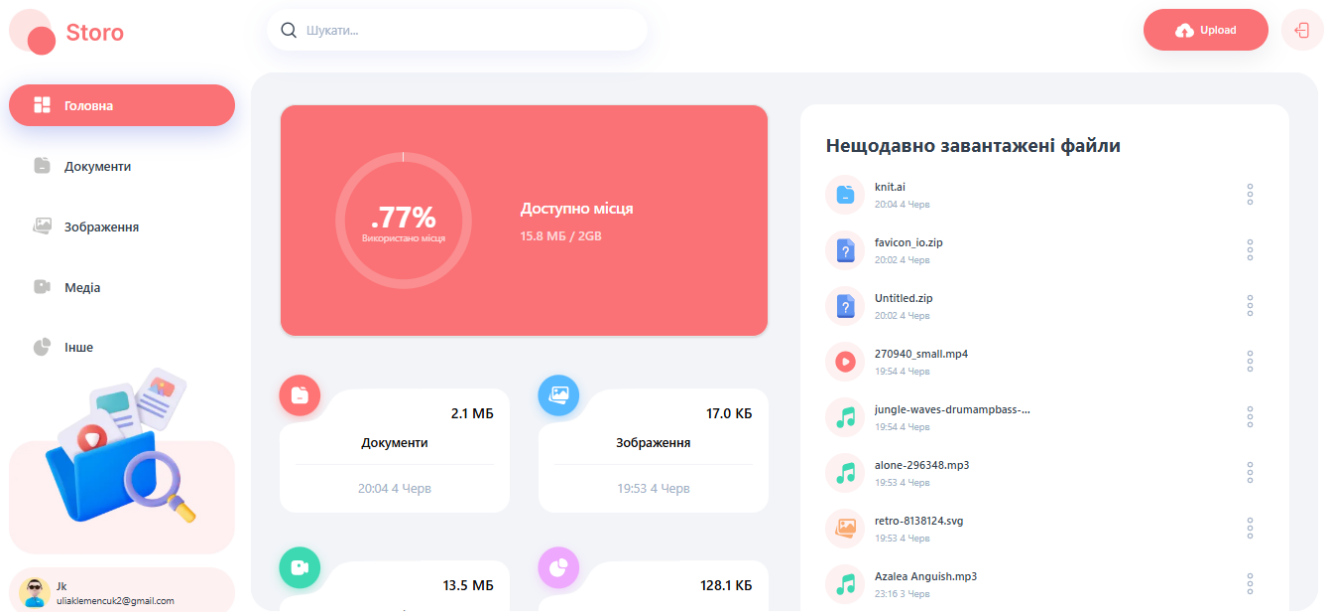 Storo
Шукати...
Upload
Головна
Документи
Зображення
Медіа
Інше
Jk
uliaklemencuk2@gmail.com
.77%
Використано місця
Доступно місця
15.8 МБ / 2GB
2.1 МБ
Документи
20:04 4 Черв
17.0 КБ
Зображення
19:53 4 Черв
13.5 МБ
128.1 КБ
Нещодавно завантажені файли
knit.ai
20:04 4 Черв
favicon_io.zip
20:02 4 Черв
Untitled.zip
20:02 4 Черв
270940_small.mp4
19:54 4 Черв
jungle-waves-drumampbass-...
19:54 4 Черв
alone-296348.mp3
19:53 4 Черв
retro-8138124.svg
19:53 4 Черв
Azalea Anguish.mp3
23:16 3 Черв